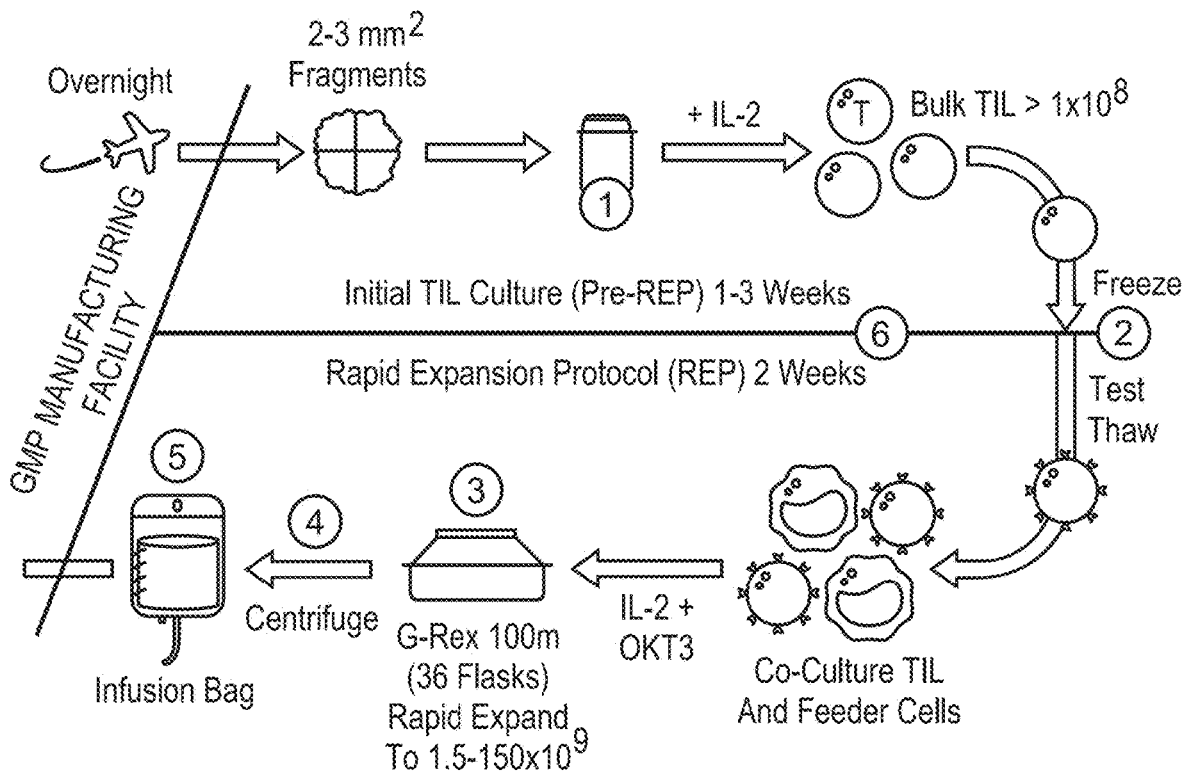 Overnight
2-3 mm²
Fragments
+ IL-2
T
Bulk TIL > 1x10⁸
1
Freeze
Initial TIL Culture (Pre-REP) 1-3 Weeks
6
2
Rapid Expansion Protocol (REP) 2 Weeks
Test
Thaw
GMP MANUFACTURING
FACILITY
5
Infusion Bag
4
Centrifuge
3
G-Rex 100m
(36 Flasks)
Rapid Expand
To 1.5-150x10⁹
IL-2 +
OKT3
Co-Culture TIL
And Feeder Cells